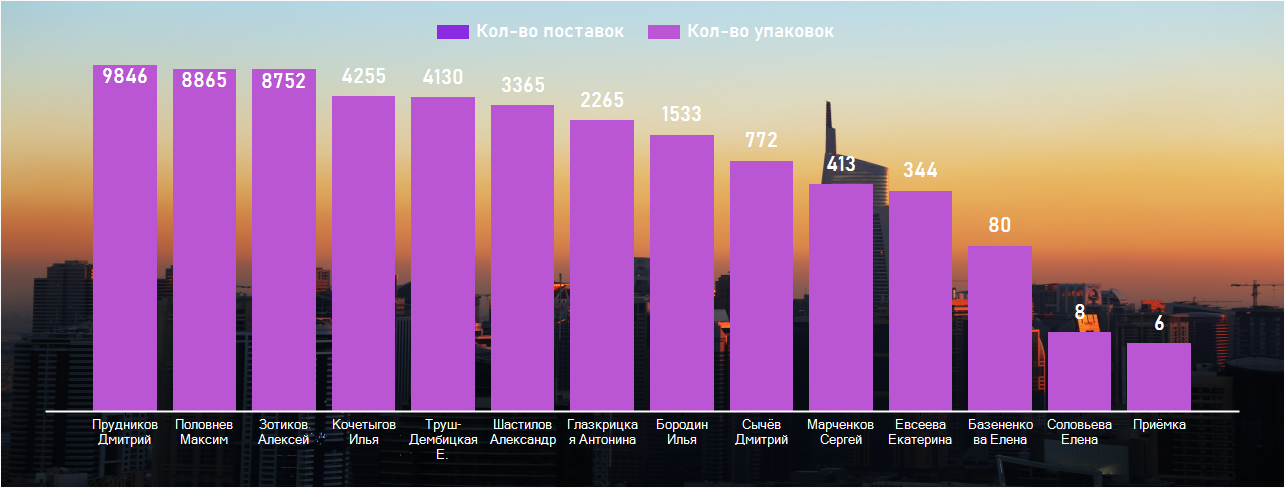 Кол-во поставок Кол-во упаковок
9846 8865 8752 4255 4130 3365 2265 1533 772 413 344 80 8 6
Прудников Половнев Зотиков Кочетыгов Труш- Шастилов Глазкрицка Бородин Сычёв Марченков Евсеева Базененко Соловьева Приёмка
Дмитрий Максим Алексей Илья Дембицкая Александр я Антонина Илья Дмитрий Сергей Екатерина ва Елена Елена
Е.